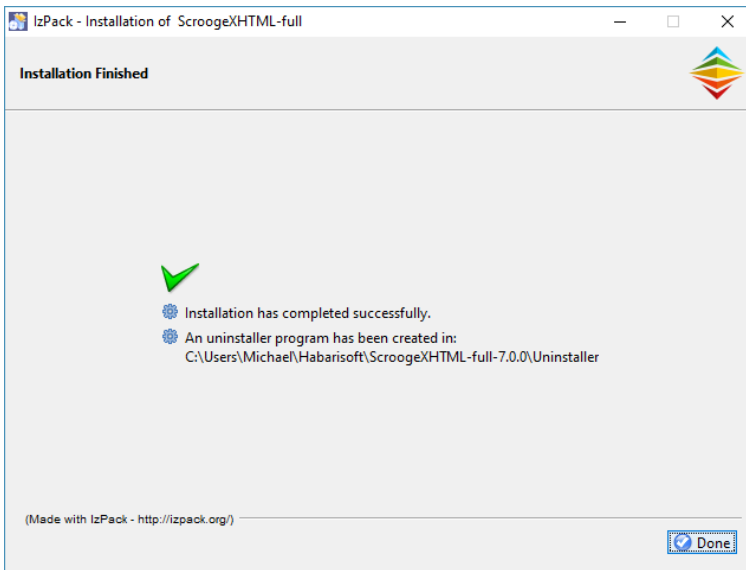 IzPack - Installation of ScroogeXHTML-full
Installation Finished
Installation has completed successfully.
An uninstaller program has been created in:
C:\Users\Michael\Habarisoft\ScroogeXHTML-full-7.0.0\Uninstaller
(Made with IzPack - http://izpack.org/)
Done